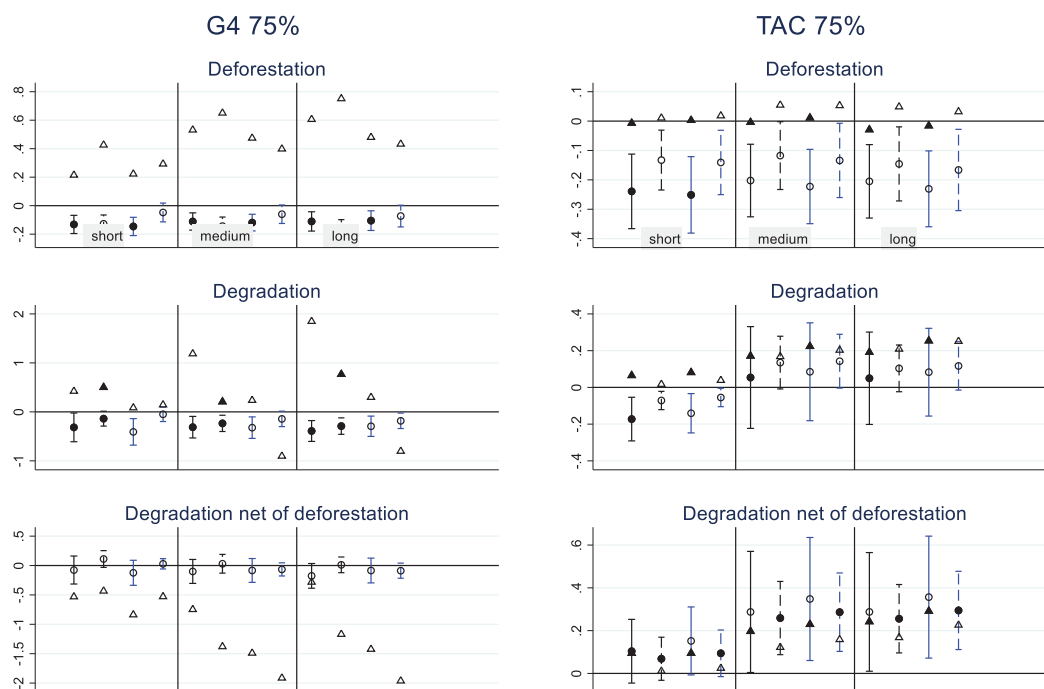 G4 75%
TAC 75%
Deforestation
Deforestation
.8
.6
.4
.2
0
-.2
short
medium
long
.1
0
-.1
-.2
-.3
-.4
short
medium
long
Degradation
Degradation
2
1
0
-1
.4
.2
0
-.2
-.4
Degradation net of deforestation
Degradation net of deforestation
.5
0
-.5
-1
-1.5
-2
.6
.4
.2
0